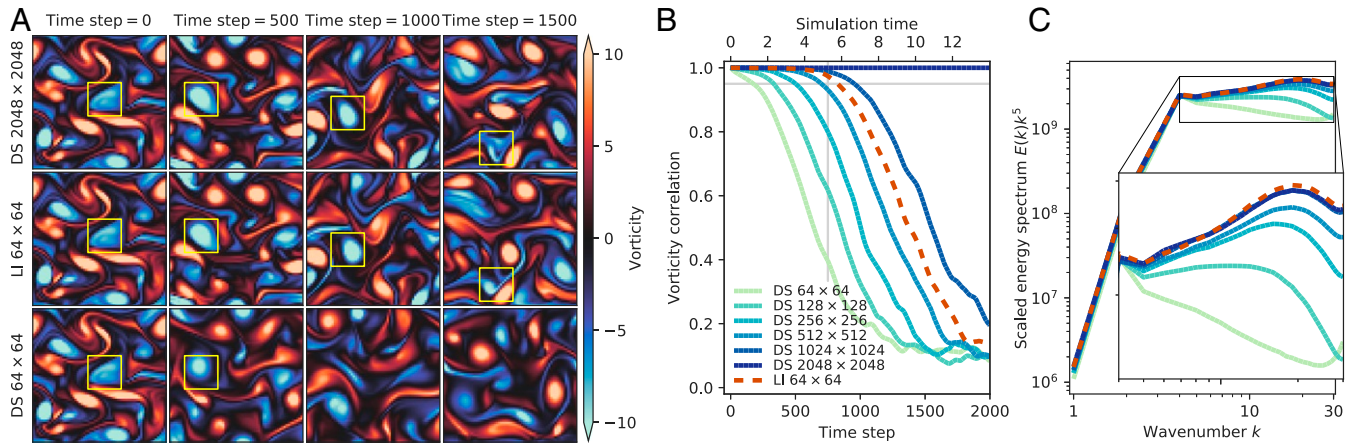 A
Time step = 0
Time step = 500
Time step = 1000
Time step = 1500
DS 2048 × 2048
LI 64 × 64
DS 64 × 64
10
5
0
−5
−10
Vorticity
B
Simulation time
0 2 4 6 8 10 12
1.0
0.8
0.6
0.4
0.2
0.0
Vorticity correlation
DS 64 × 64
DS 128 × 128
DS 256 × 256
DS 512 × 512
DS 1024 × 1024
DS 2048 × 2048
LI 64 × 64
0 500 1000 1500 2000
Time step
C
Scaled energy spectrum E(k)k⁵
10⁹
10⁸
10⁷
10⁶
1 10 30
Wavenumber k